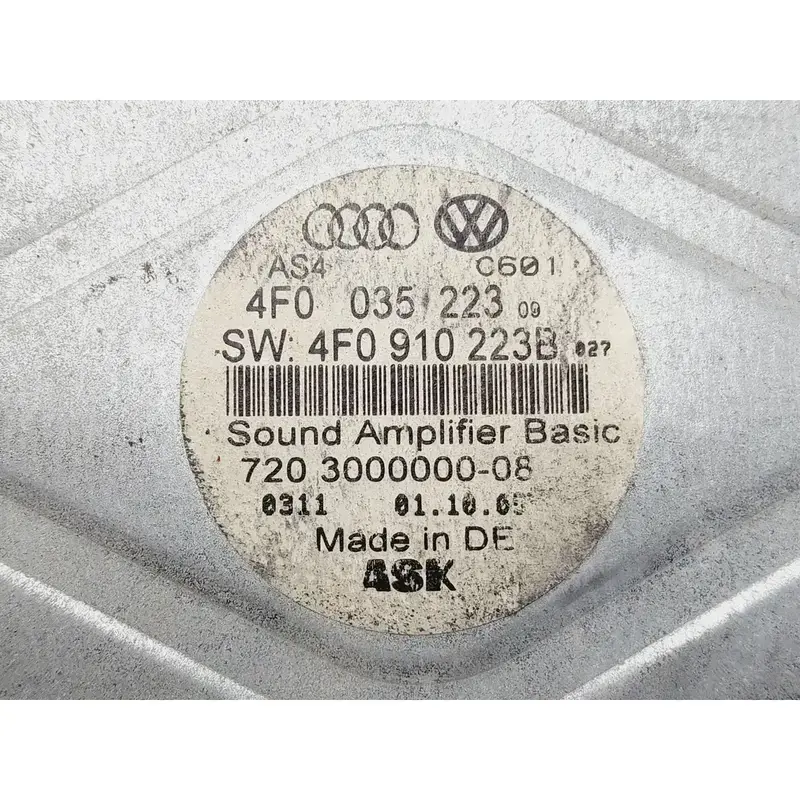 AS4 C601
4F0 035 223 09
SW: 4F0 910 223B 027
Sound Amplifier Basic
720 3000000-08
0311 01.10.05
Made in DE
ASK